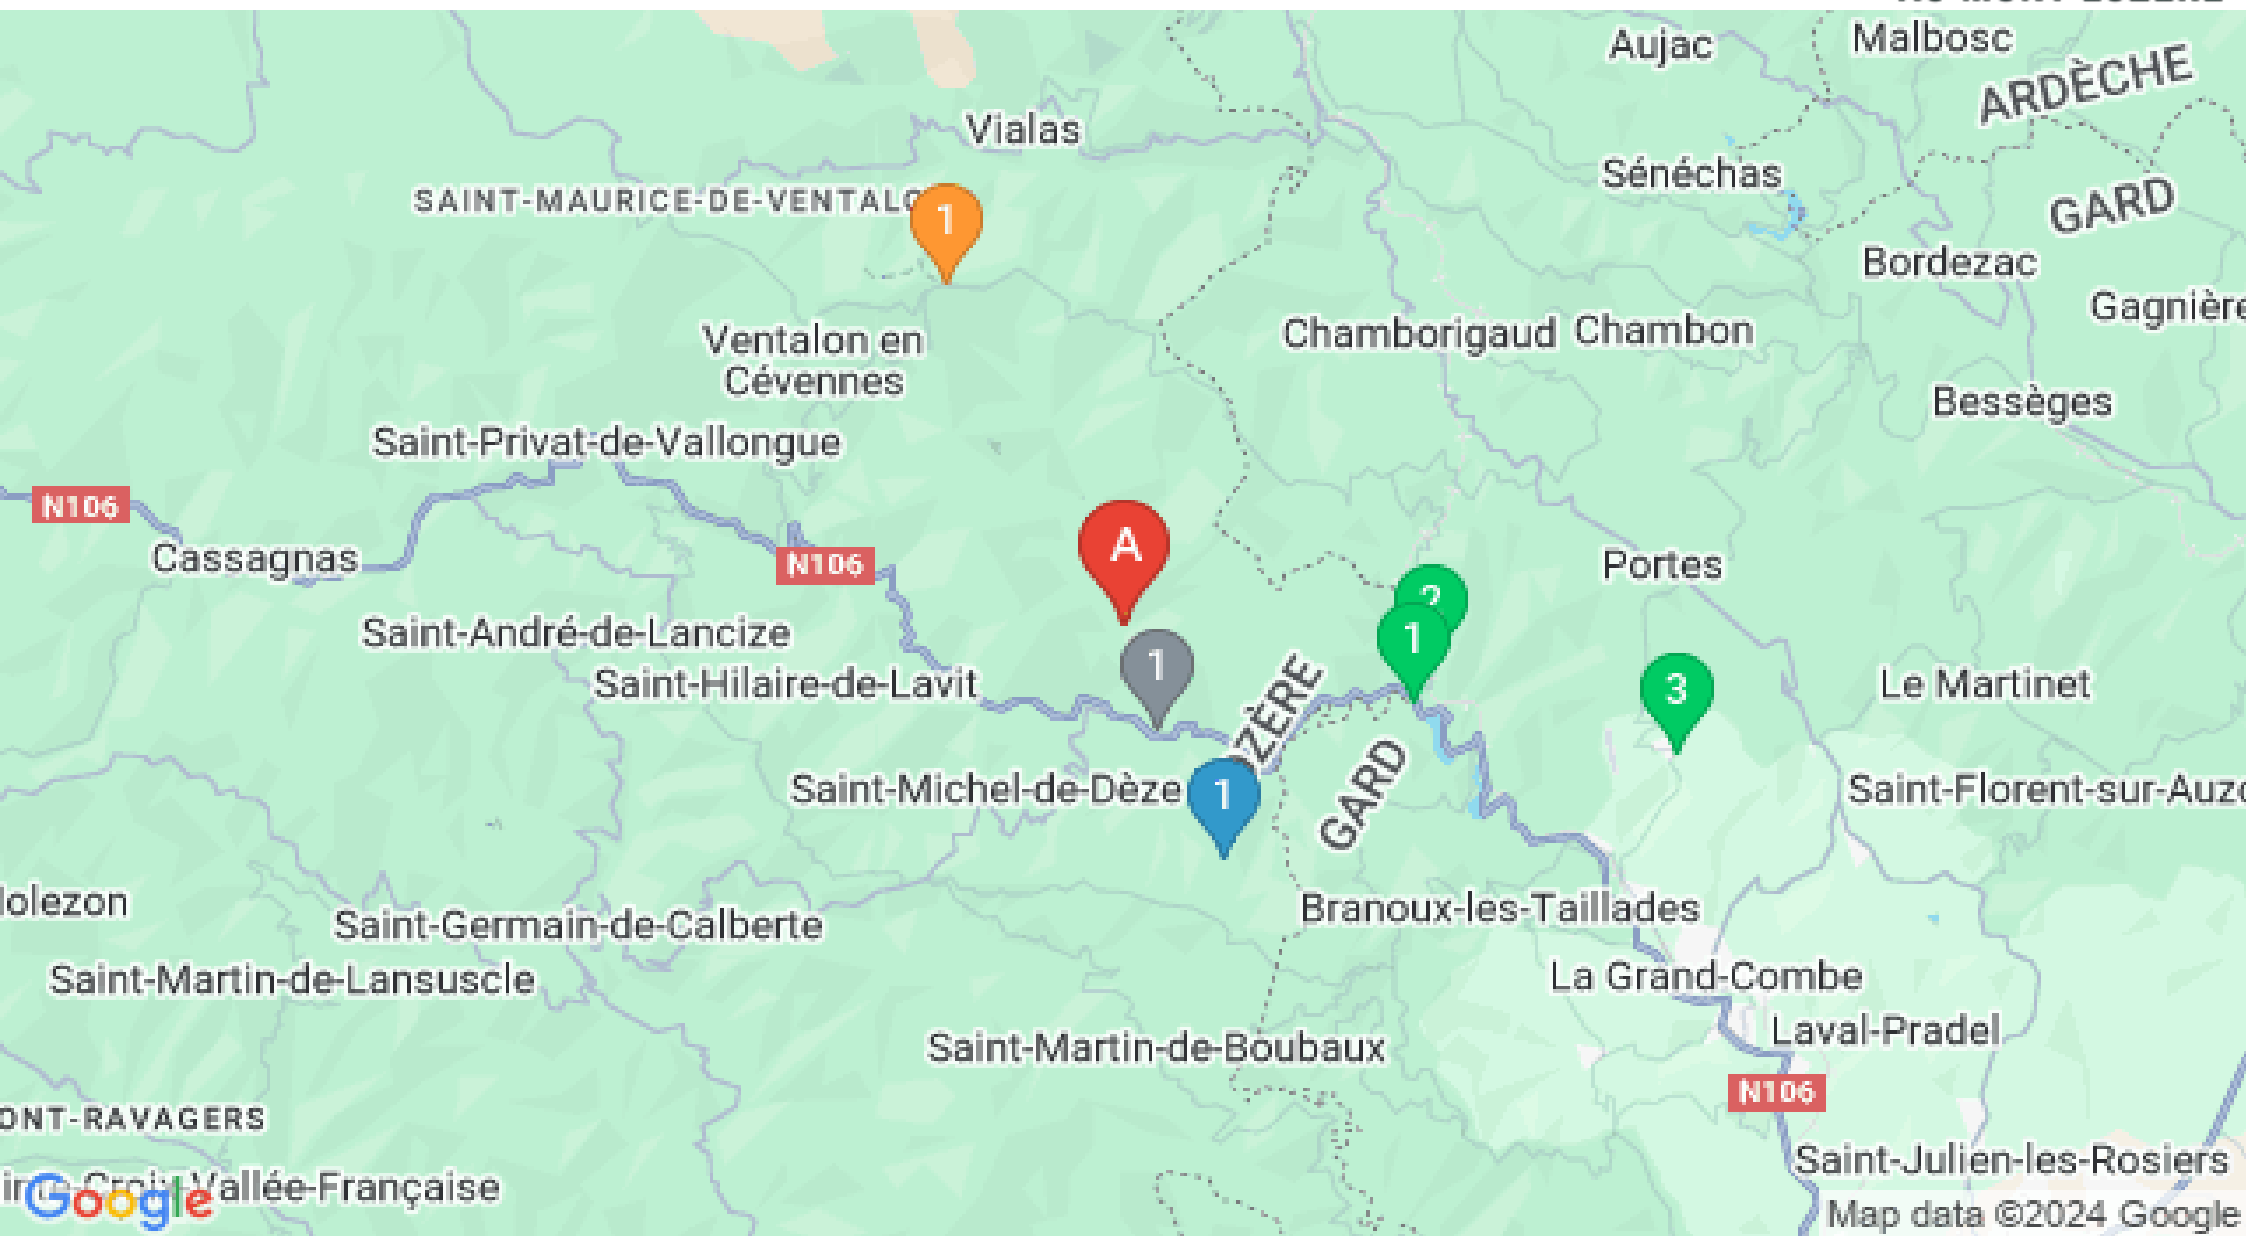 Aujac
Malbosc
ARDÈCHE
Vialas
Sénéchas
SAINT-MAURICE-DE-VENTALO
1
GARD
Bordezac
Gagnière
Ventalon en
Cévennes
Chamborigaud
Chambon
Bessèges
Saint-Privat-de-Vallongue
N106
A
Cassagnas
N106
Portes
2
Saint-André-de-Lancize
1
1
Saint-Hilaire-de-Lavit
3
Le Martinet
OZÈRE
Saint-Michel-de-Dèze
1
GARD
Saint-Florent-sur-Auzo
olezon
Saint-Germain-de-Calberte
Branoux-les-Taillades
Saint-Martin-de-Lansuscle
La Grand-Combe
Laval-Pradel
Saint-Martin-de-Boubaux
N106
ONT-RAVAGERS
Saint-Julien-les-Rosiers
Vallée-Française
Google
Map data ©2024 Google